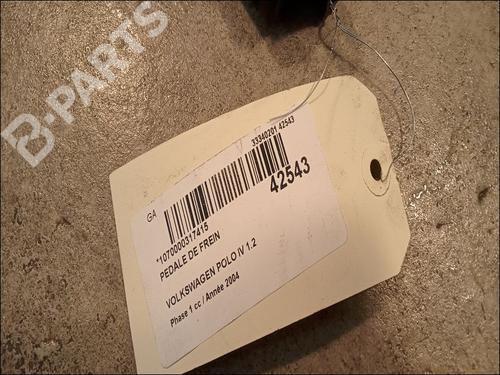 B-PARTS
GA
33340201 42543
42543
*1070000317415
PEDALE DE FREIN
VOLKSWAGEN POLO IV 1.2
Phase 1 cc / Année 2004